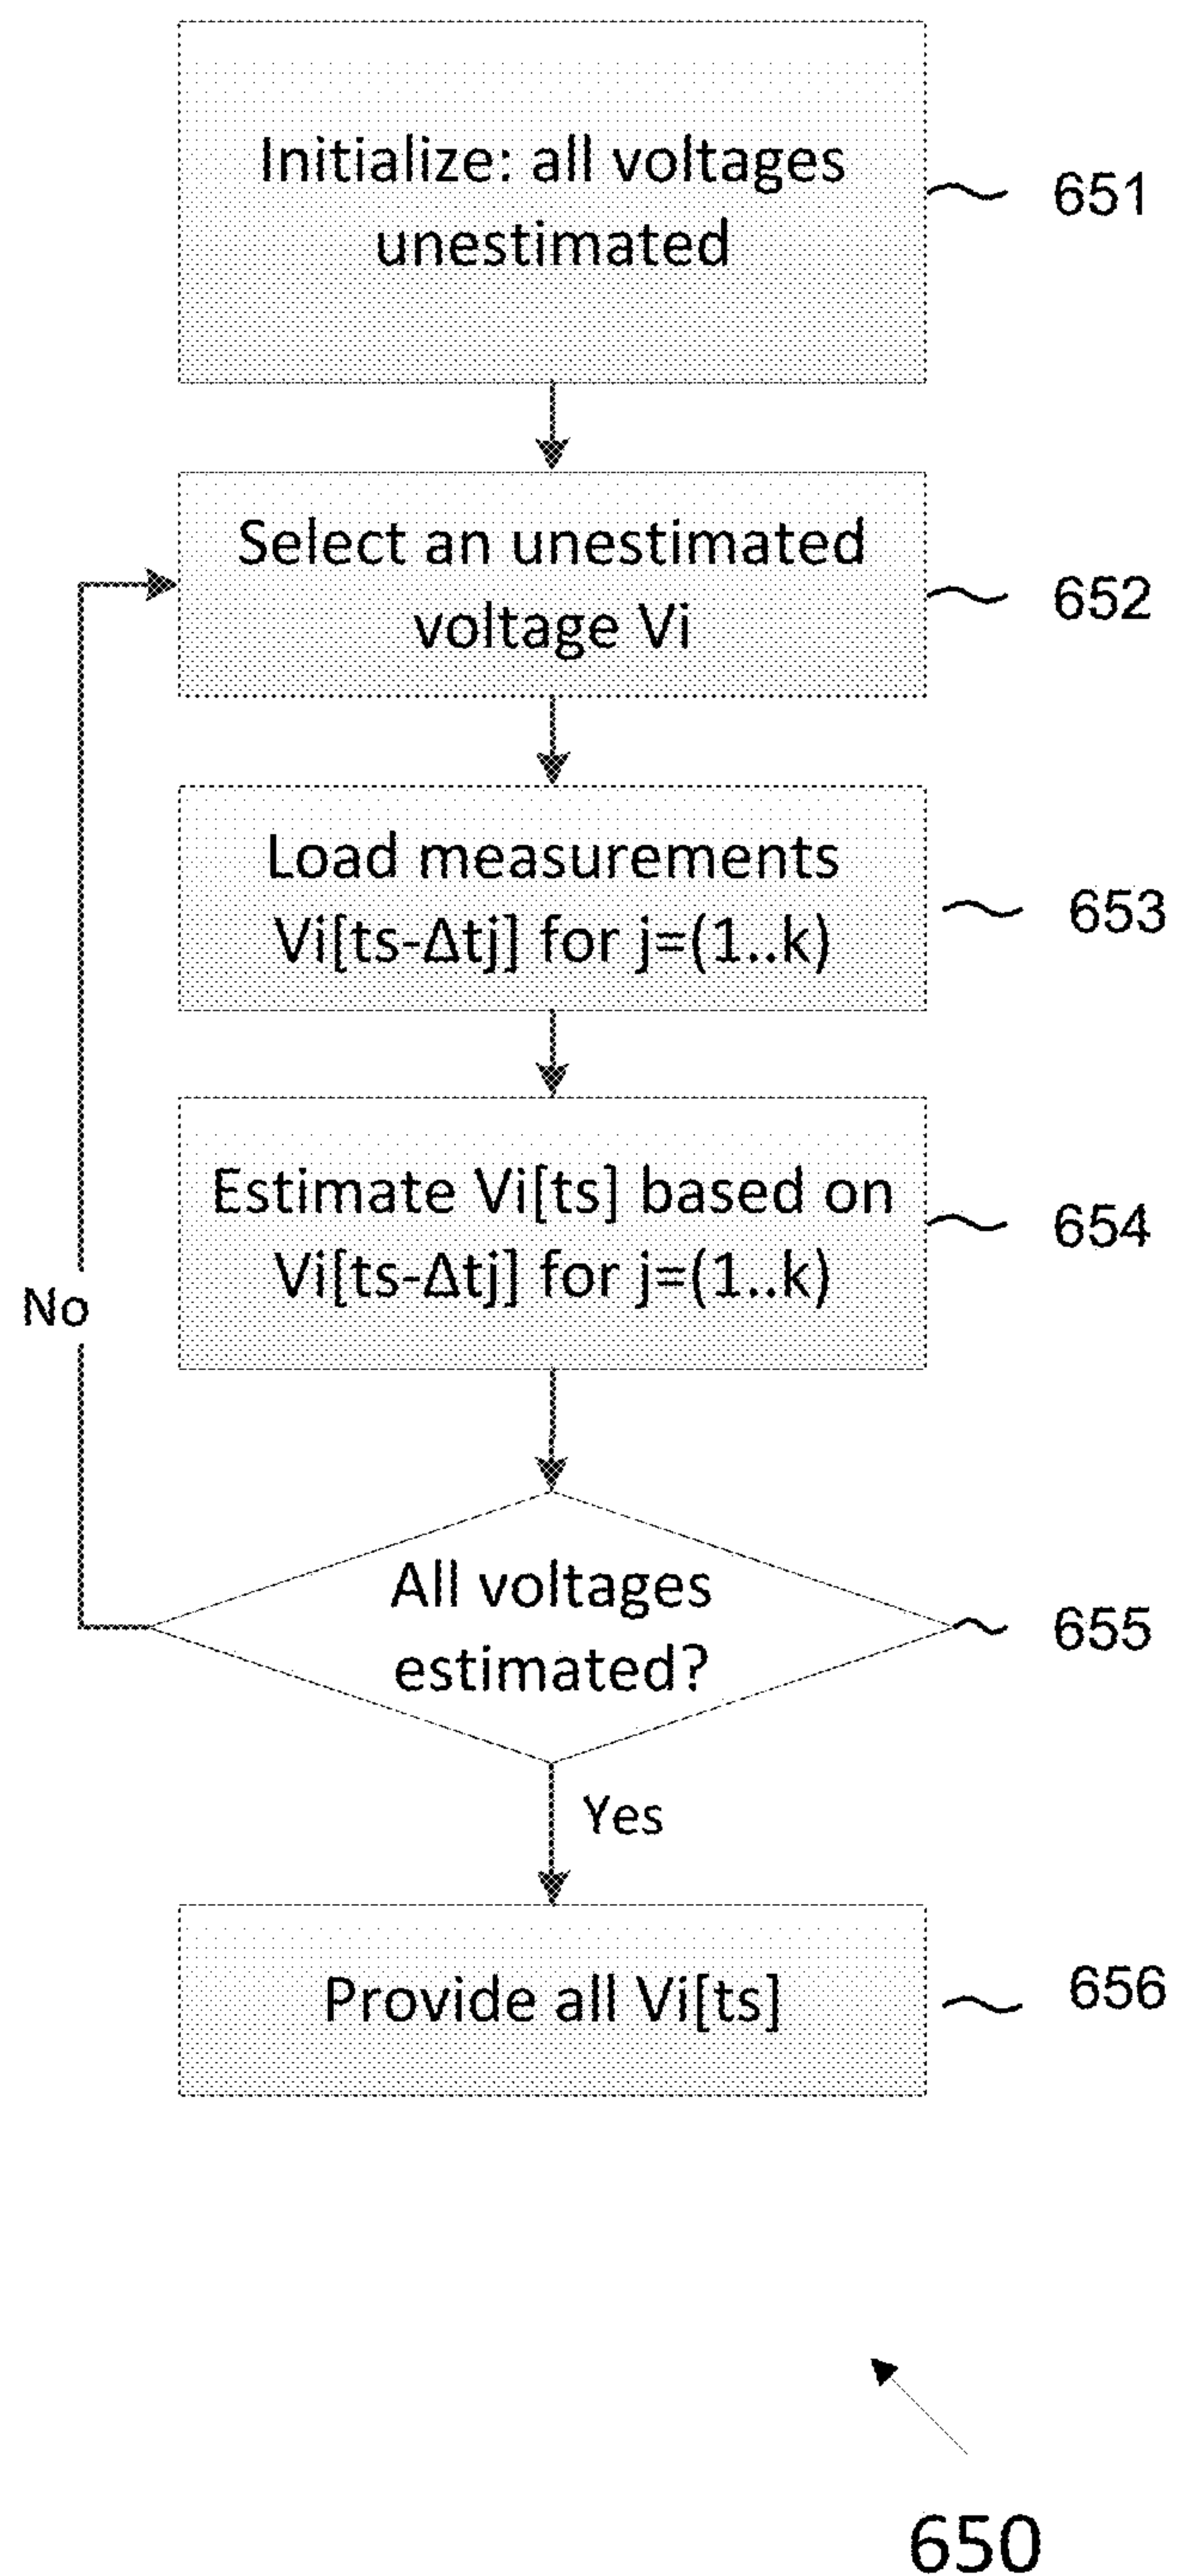 Initialize: all voltages
unestimated
651
Select an unestimated
voltage Vi
652
Load measurements
Vi[ts-Δtj] for j=(1..k)
653
Estimate Vi[ts] based on
Vi[ts-Δtj] for j=(1..k)
654
No
All voltages
estimated?
655
Yes
Provide all Vi[ts]
656
650